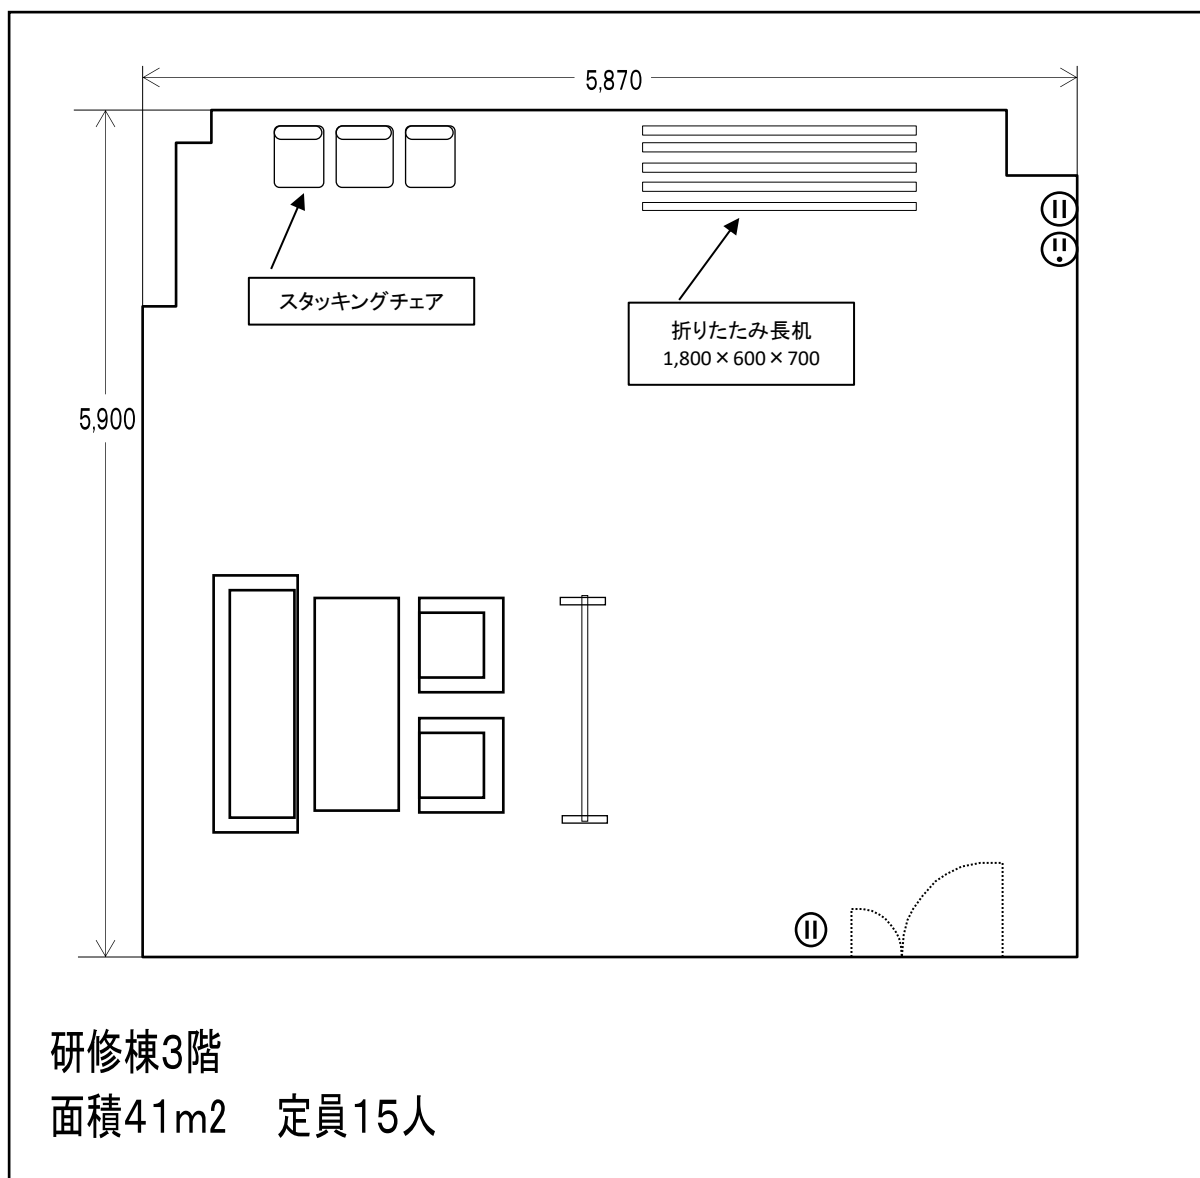 5,870
スタッキングチェア
折りたたみ長机
1,800×600×700
5,900
研修棟3階
面積41m2　定員15人